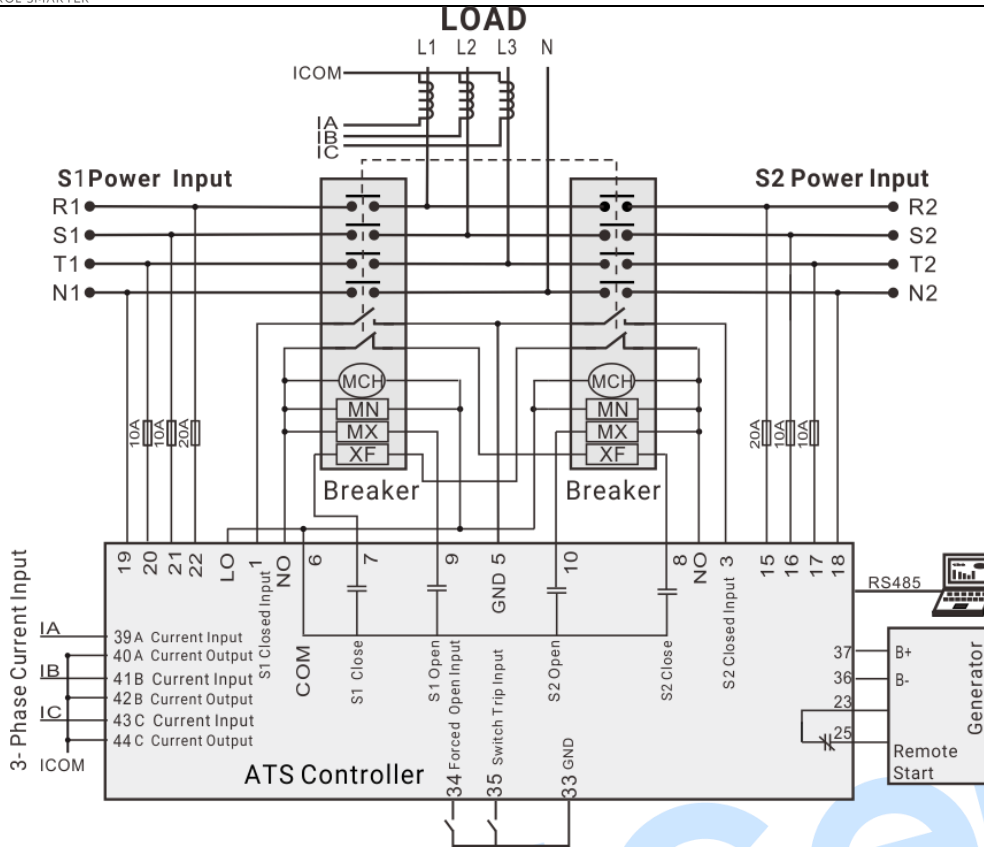 LOAD
L1 L2 L3 N
ICOM
IA
IB
IC
S1Power Input
S2 Power Input
R1
R2
S1
S2
T1
T2
N1
N2
MCH
MCH
MN
MN
MX
MX
XF
XF
10A
10A
20A
20A
10A
10A
Breaker
Breaker
19
20
21
22
LO
1
S1 Closed Input
NO
6
COM
7
S1 Close
9
S1 Open
GND 5
10
S2 Open
8
S2 Close
NO
3
S2 Closed Input
15
16
17
18
RS485
3- Phase Current Input
IA
IB
IC
ICOM
39 A Current Input
40 A Current Output
41 B Current Input
42 B Current Output
43 C Current Input
44 C Current Output
ATS Controller
34 Forced Open Input
35 Switch Trip Input
33 GND
37
36
23
25
B+
B-
Remote
Start
Generator